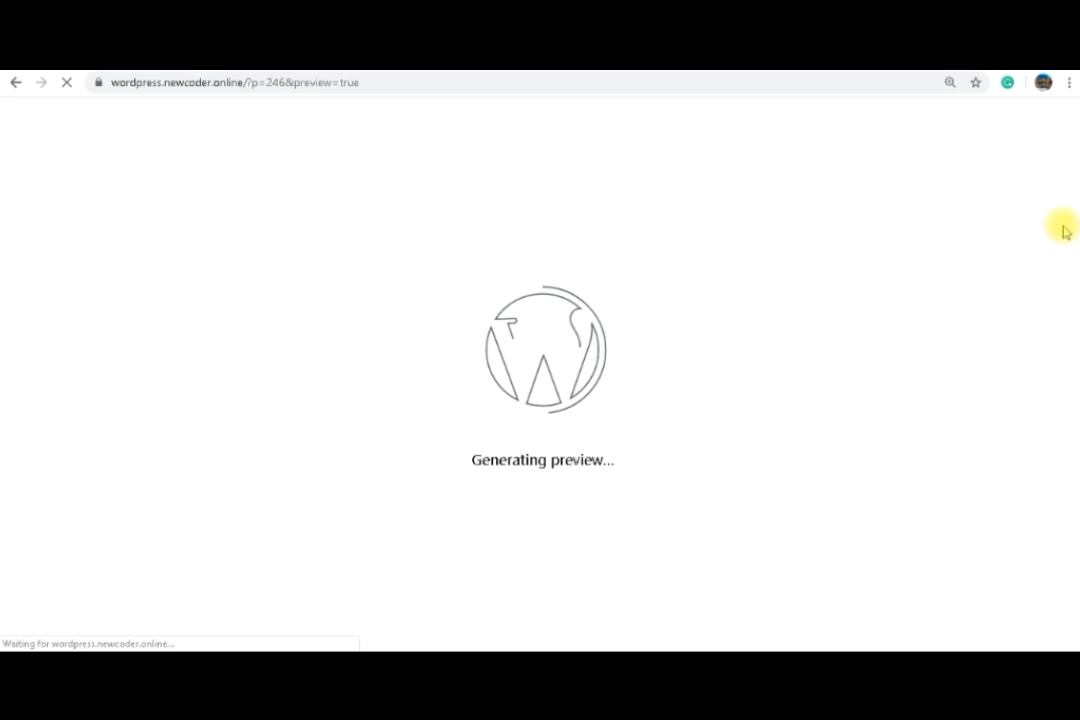 wordpress.newcoder.online/?p=246&preview=true
Generating preview...
Waiting for wordpress.newcoder.online...